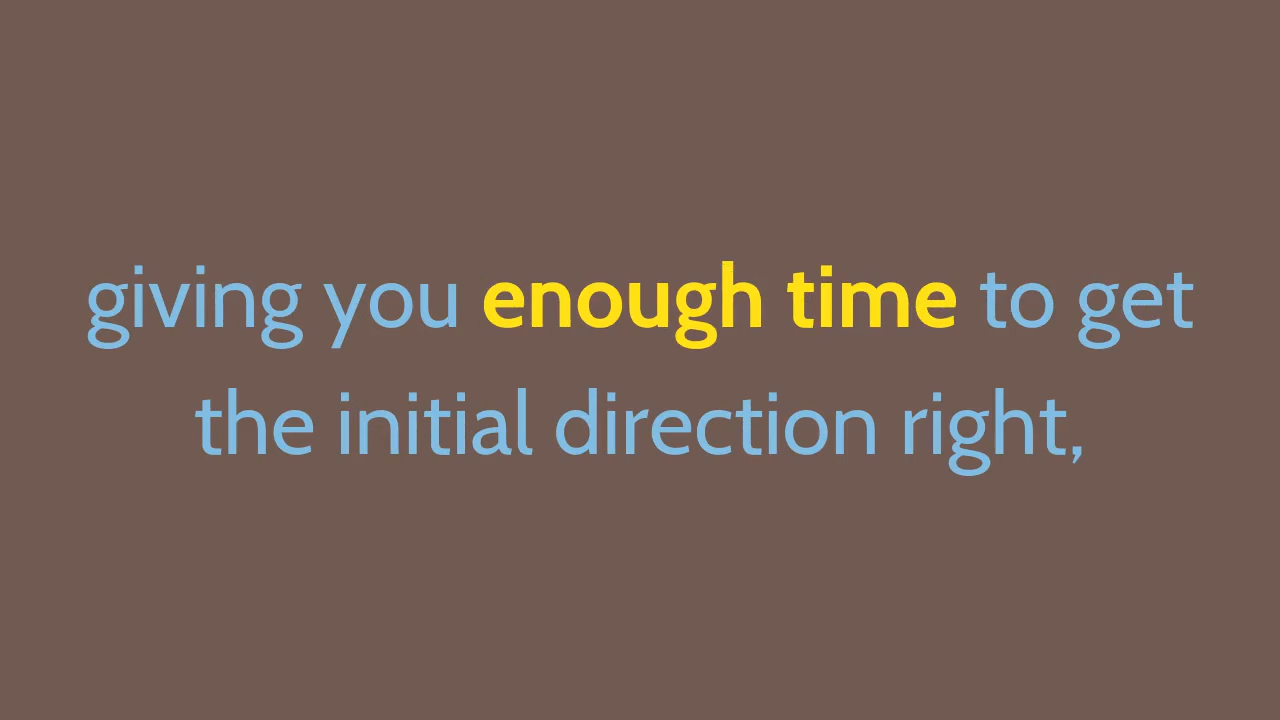 giving you enough time to get
the initial direction right,